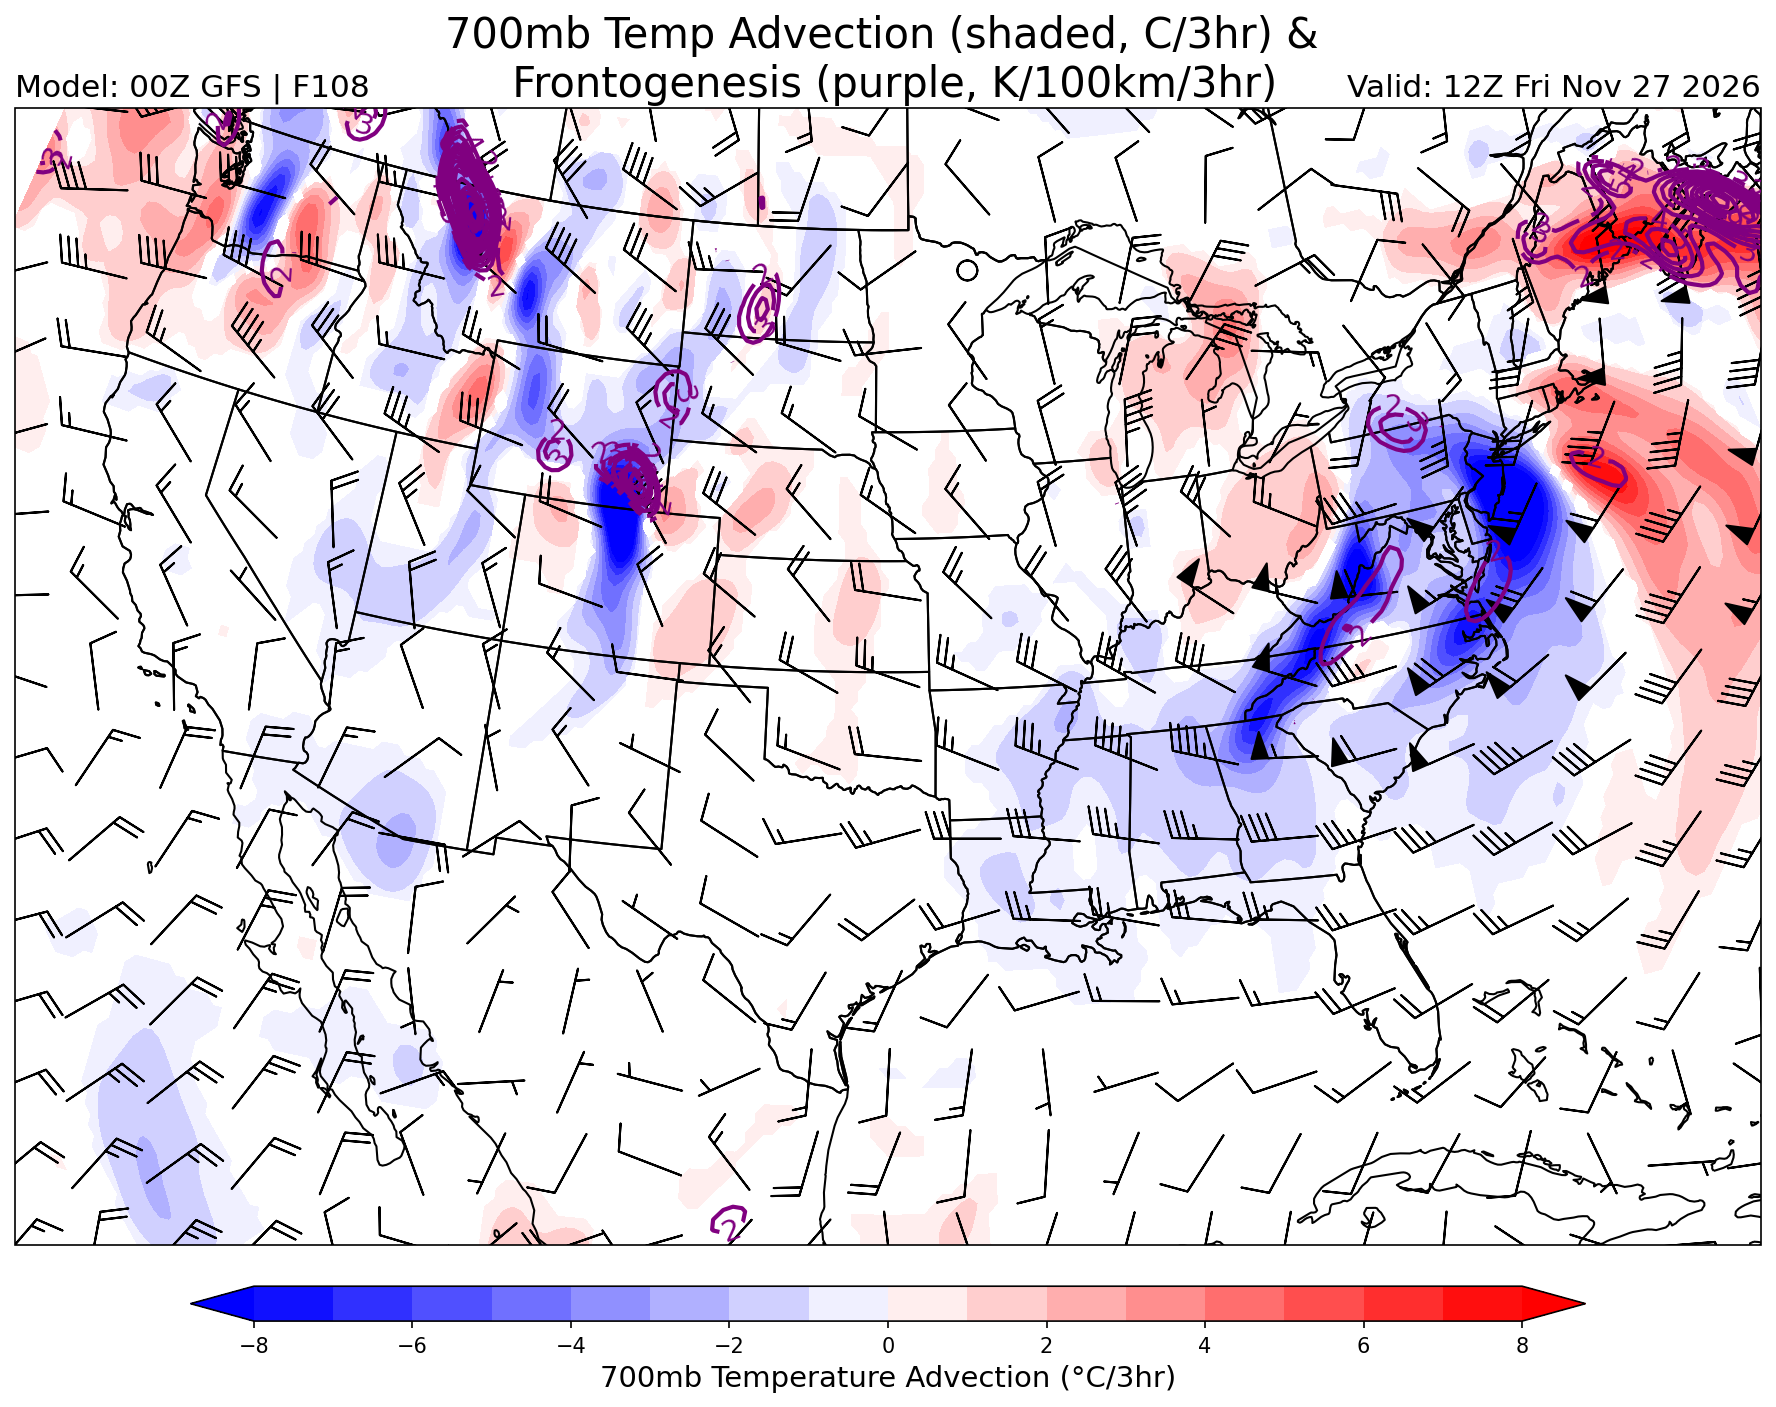 700mb Temp Advection (shaded, C/3hr) &
Frontogenesis (purple, K/100km/3hr)
Model: 00Z GFS | F108
Valid: 12Z Fri Nov 27 2026
−8 −6 −4 −2 0 2 4 6 8
700mb Temperature Advection (°C/3hr)